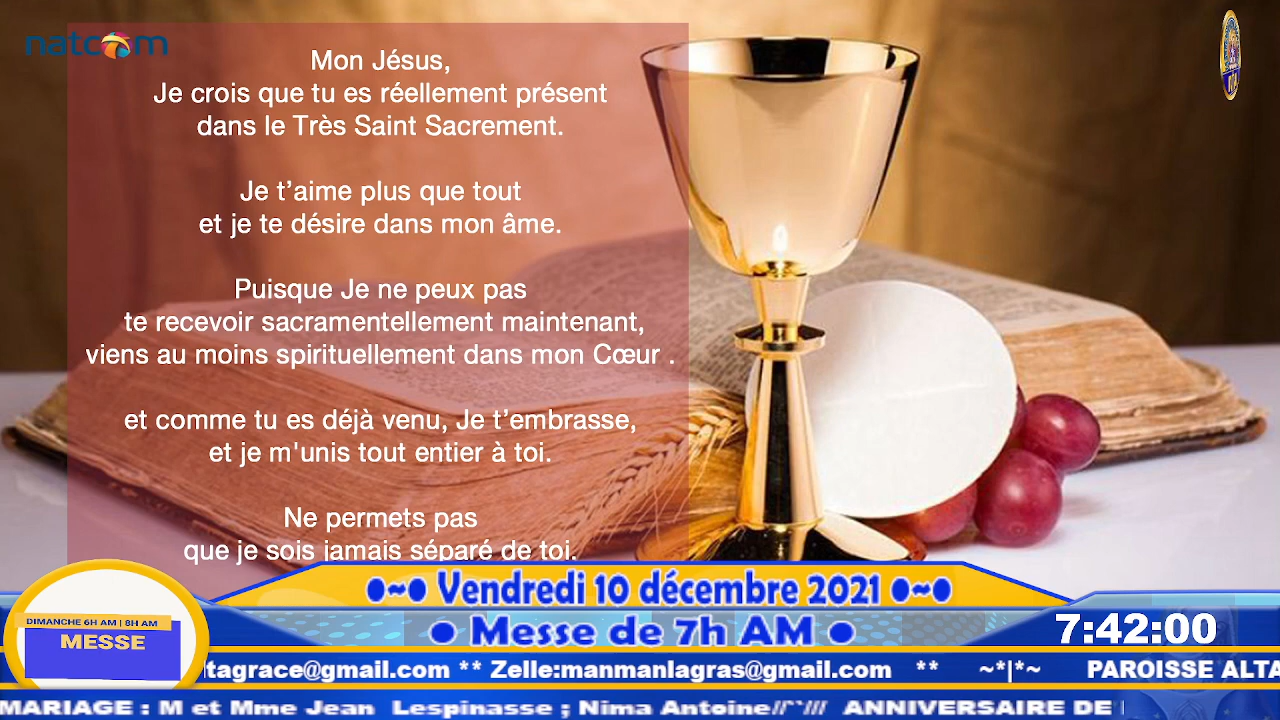 natcom
Mon Jésus,
Je crois que tu es réellement présent
dans le Très Saint Sacrement.
Je t’aime plus que tout
et je te désire dans mon âme.
Puisque Je ne peux pas
te recevoir sacramentellement maintenant,
viens au moins spirituellement dans mon Cœur .
et comme tu es déjà venu, Je t’embrasse,
et je m'unis tout entier à toi.
Ne permets pas
que je sois jamais séparé de toi.
●~● Vendredi 10 décembre 2021 ●~●
● Messe de 7h AM ●
7:42:00
DIMANCHE 6H AM | 8H AM
MESSE
ltagrace@gmail.com ** Zelle:manmanlagras@gmail.com ** ~*|*~ PAROISSE ALTA
MARIAGE : M et Mme Jean Lespinasse ; Nima Antoine//ˆˆ/// ANNIVERSAIRE DE